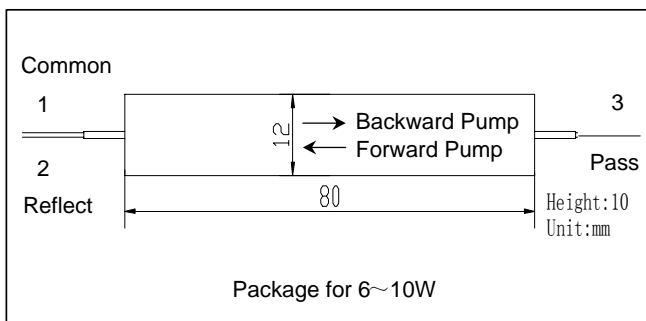 Common
1
3
Backward Pump
12
Forward Pump
2
Pass
Reflect
80
Height:10
Unit:mm
Package for 6～10W